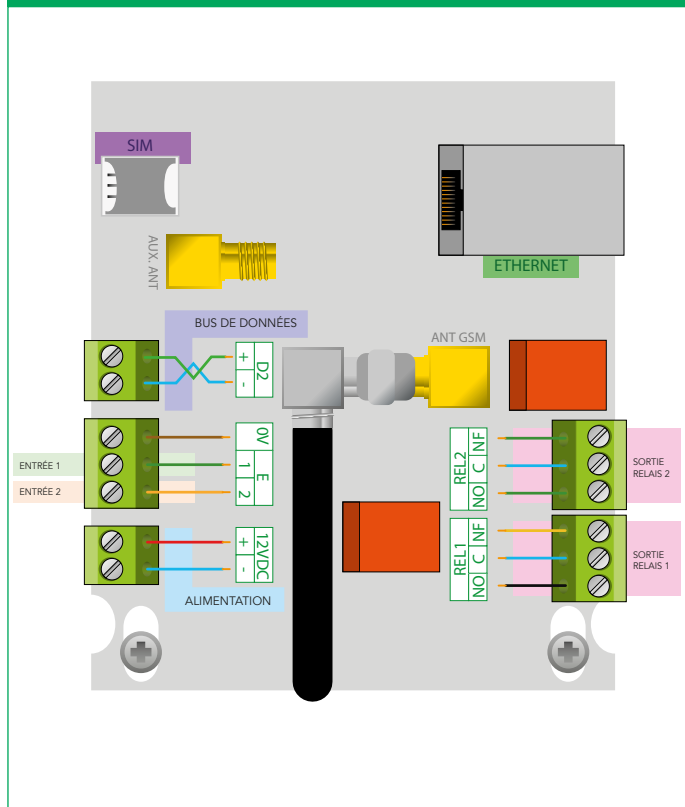 SIM
AUX. ANT
ETHERNET
BUS DE DONNÉES
ANT GSM
+
-
D2
0V
1
2
E
ENTRÉE 1
ENTRÉE 2
+
-
12VDC
ALIMENTATION
REL2
NO C NF
SORTIE
RELAIS 2
REL1
NO C NF
SORTIE
RELAIS 1